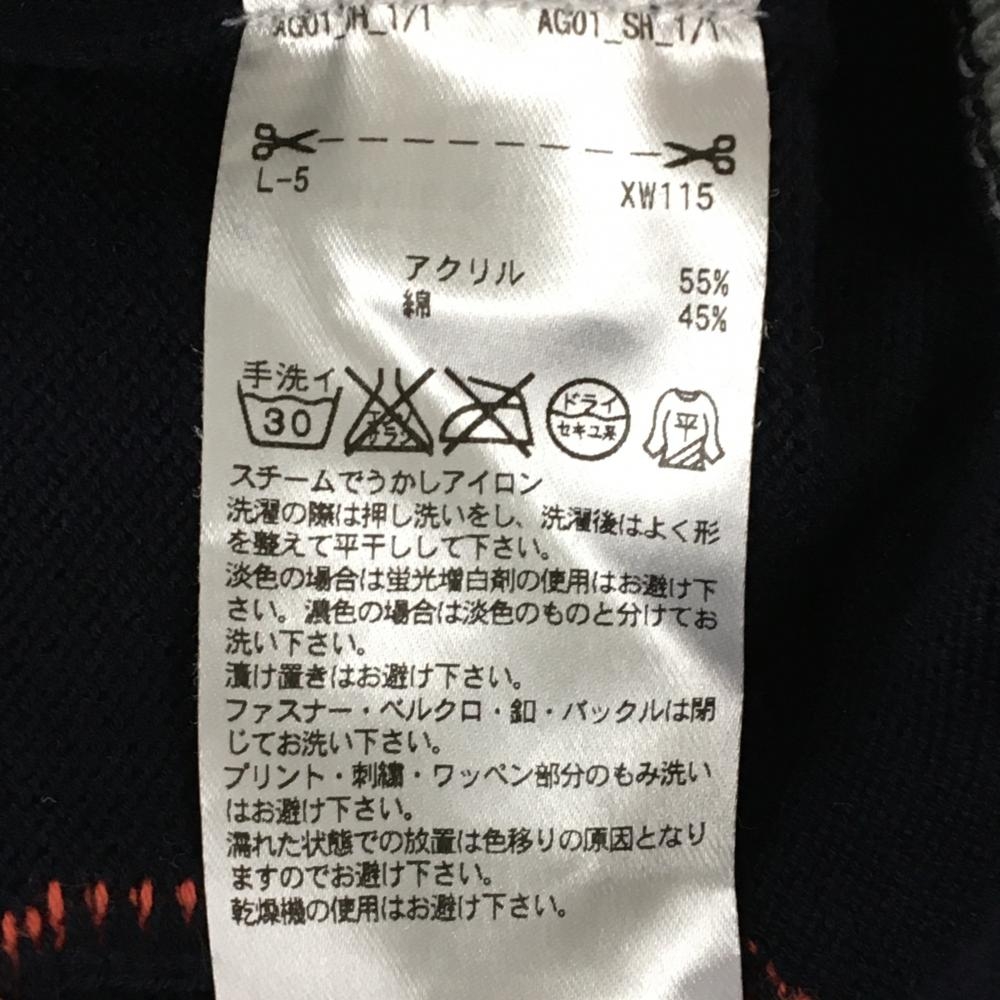 AG01_JH_1/1 AG01_SH_1/1
L-5 XW115
アクリル 55%
綿 45%
手洗イ
30 ドライ 平
セキユ系
スチームでうかしアイロン
洗濯の際は押し洗いをし、洗濯後はよく形
を整えて平干しして下さい。
淡色の場合は蛍光増白剤の使用はお避け下
さい。濃色の場合は淡色のものと分けてお
洗い下さい。
漬け置きはお避け下さい。
ファスナー・ベルクロ・釦・バックルは閉
じてお洗い下さい。
プリント・刺繍・ワッペン部分のもみ洗い
はお避け下さい。
濡れた状態での放置は色移りの原因となり
ますのでお避け下さい。
乾燥機の使用はお避け下さい。